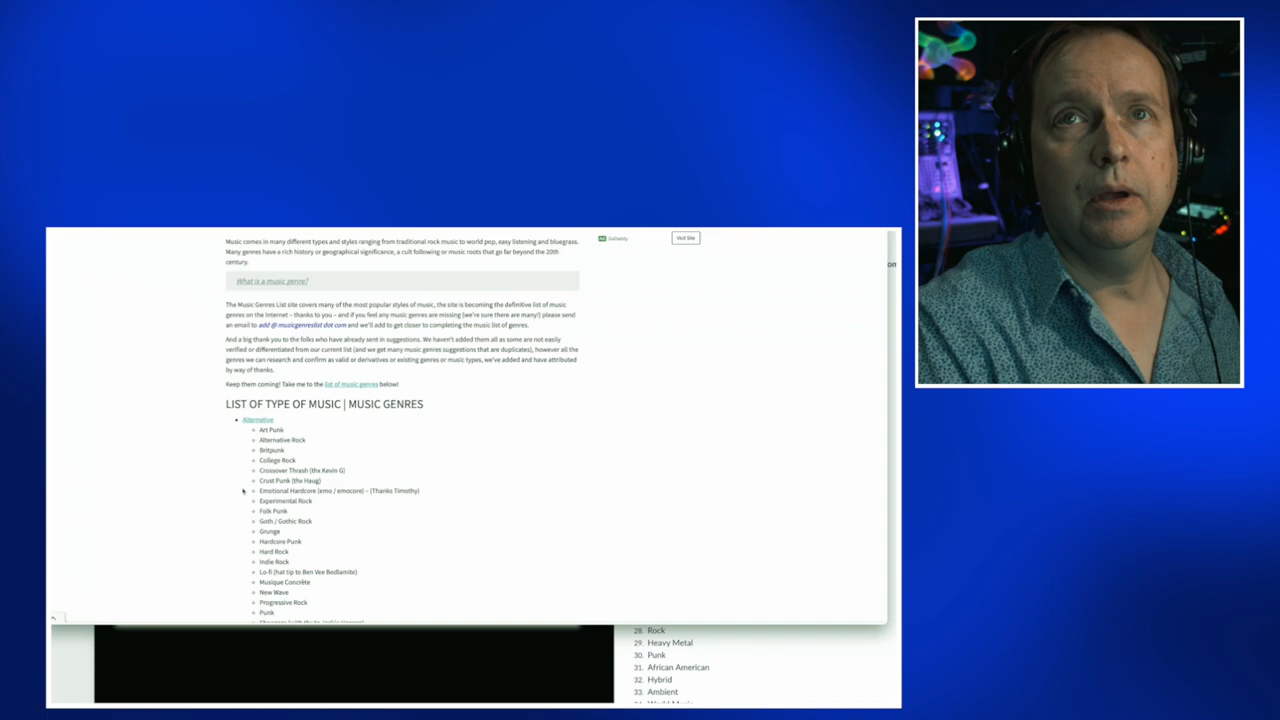 Music comes in many different types and styles ranging from traditional rock music to world pop, easy listening and bluegrass.
Many genres have a rich history or geographical significance, a cult following or music roots that go far beyond the 20th
century.
Ad GoDaddy
Visit Site
on
What is a music genre?
The Music Genres List site covers many of the most popular styles of music, the site is becoming the definitive list of music
genres on the Internet – thanks to you – and if you feel any music genres are missing (we're sure there are many!) please send
an email to add @ musicgenreslist dot com and we'll add to get closer to completing the music list of genres.
And a big thank you to the folks who have already sent in suggestions. We haven't added them all as some are not easily
verified or differentiated from our current list (and we get many music genres suggestions that are duplicates), however all the
genres we can research and confirm as valid or derivatives or existing genres or music types, we've added and have attributed
by way of thanks.
Keep them coming! Take me to the list of music genres below!
LIST OF TYPE OF MUSIC | MUSIC GENRES
Alternative
Art Punk
Alternative Rock
Britpunk
College Rock
Crossover Thrash (thx Kevin G)
Crust Punk (thx Haug)
Emotional Hardcore (emo / emocore) – (Thanks Timothy)
Experimental Rock
Folk Punk
Goth / Gothic Rock
Grunge
Hardcore Punk
Hard Rock
Indie Rock
Lo-fi (hat tip to Ben Vee Bedlamite)
Musique Concrète
New Wave
Progressive Rock
Punk
28. Rock
29. Heavy Metal
30. Punk
31. African American
32. Hybrid
33. Ambient